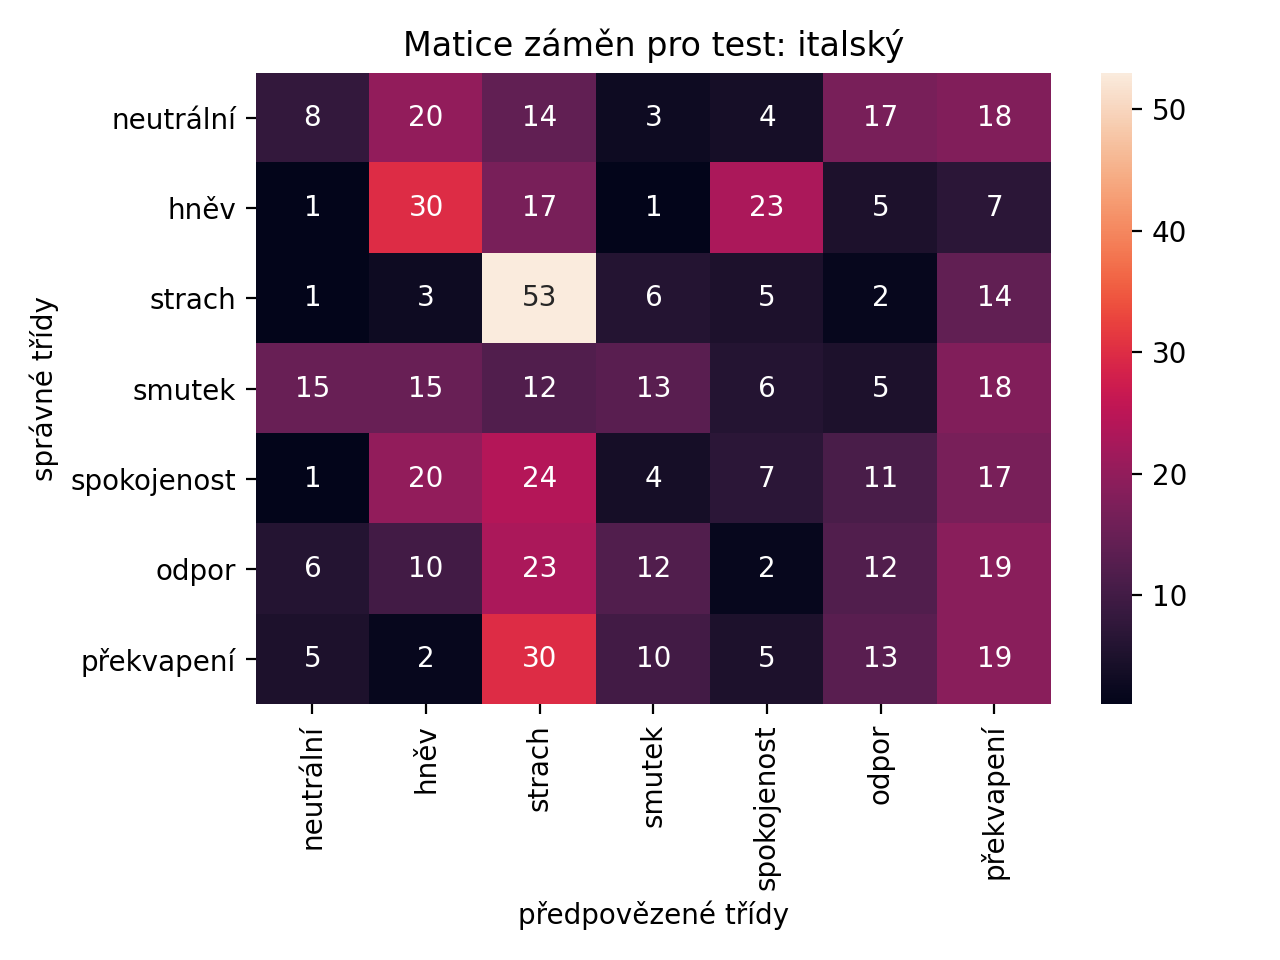 Matice záměn pro test: italský
správné třídy
neutrální 8 20 14 3 4 17 18
hněv 1 30 17 1 23 5 7
strach 1 3 53 6 5 2 14
smutek 15 15 12 13 6 5 18
spokojenost 1 20 24 4 7 11 17
odpor 6 10 23 12 2 12 19
překvapení 5 2 30 10 5 13 19
neutrální hněv strach smutek spokojenost odpor překvapení
předpovězené třídy
50
40
30
20
10